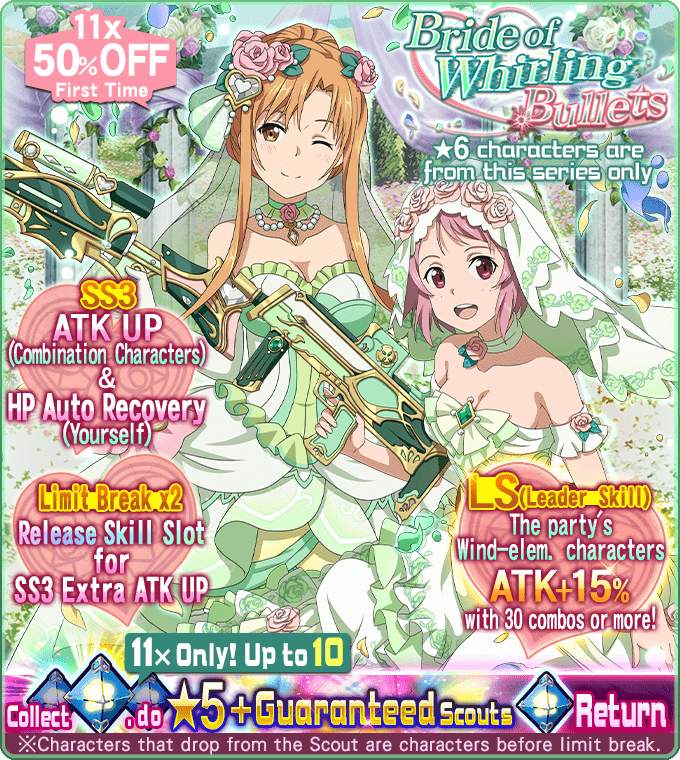 11x
50%OFF
First Time
Bride of
Whirling
Bullets
★6 characters are
from this series only
SS3
ATK UP
(Combination Characters)
&
HP Auto Recovery
(Yourself)
Limit Break x2
Release Skill Slot
for
SS3 Extra ATK UP
LS(Leader Skill)
The party's
Wind-elem. characters
ATK+15%
with 30 combos or more!
11× Only! Up to 10
Collect , do ★5+Guaranteed Scouts Return
※Characters that drop from the Scout are characters before limit break.